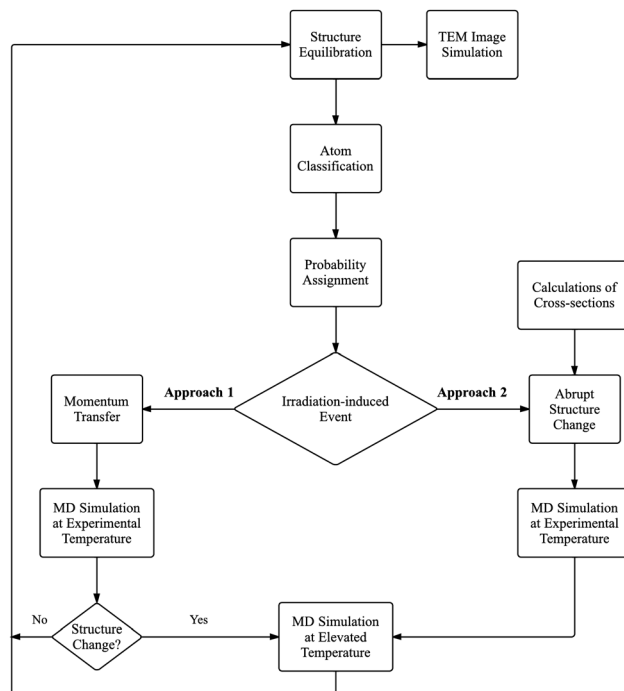 Structure
Equilibration
TEM Image
Simulation
Atom
Classification
Probability
Assignment
Calculations of
Cross-sections
Approach 1
Irradiation-induced
Event
Approach 2
Momentum
Transfer
Abrupt
Structure
Change
MD Simulation
at Experimental
Temperature
MD Simulation
at Experimental
Temperature
No
Structure
Change?
Yes
MD Simulation
at Elevated
Temperature